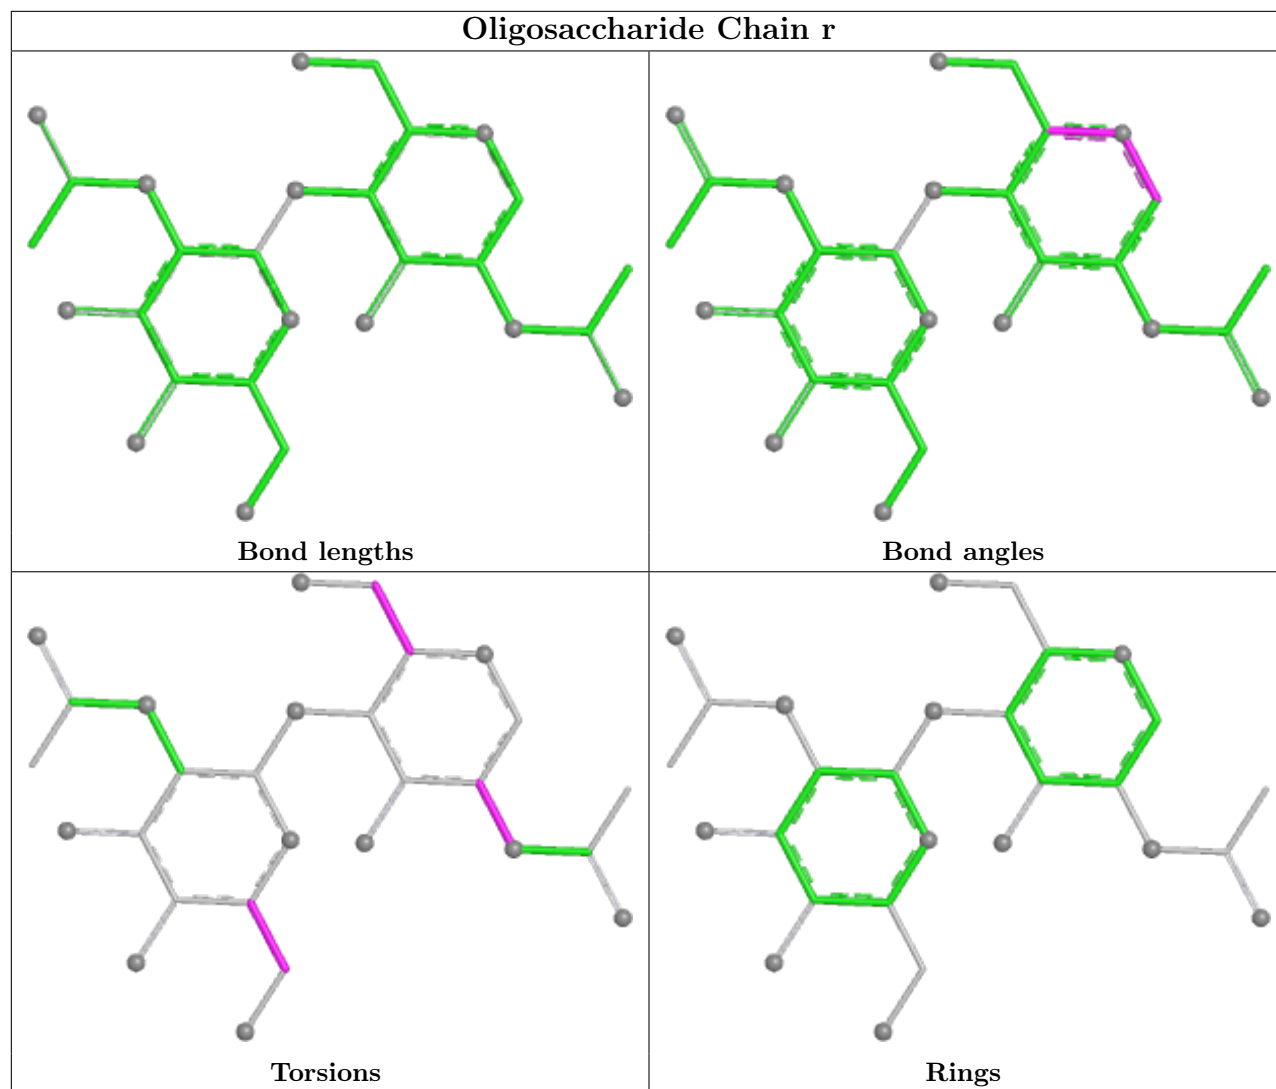 Oligosaccharide Chain r
Bond lengths
Bond angles
Torsions
Rings